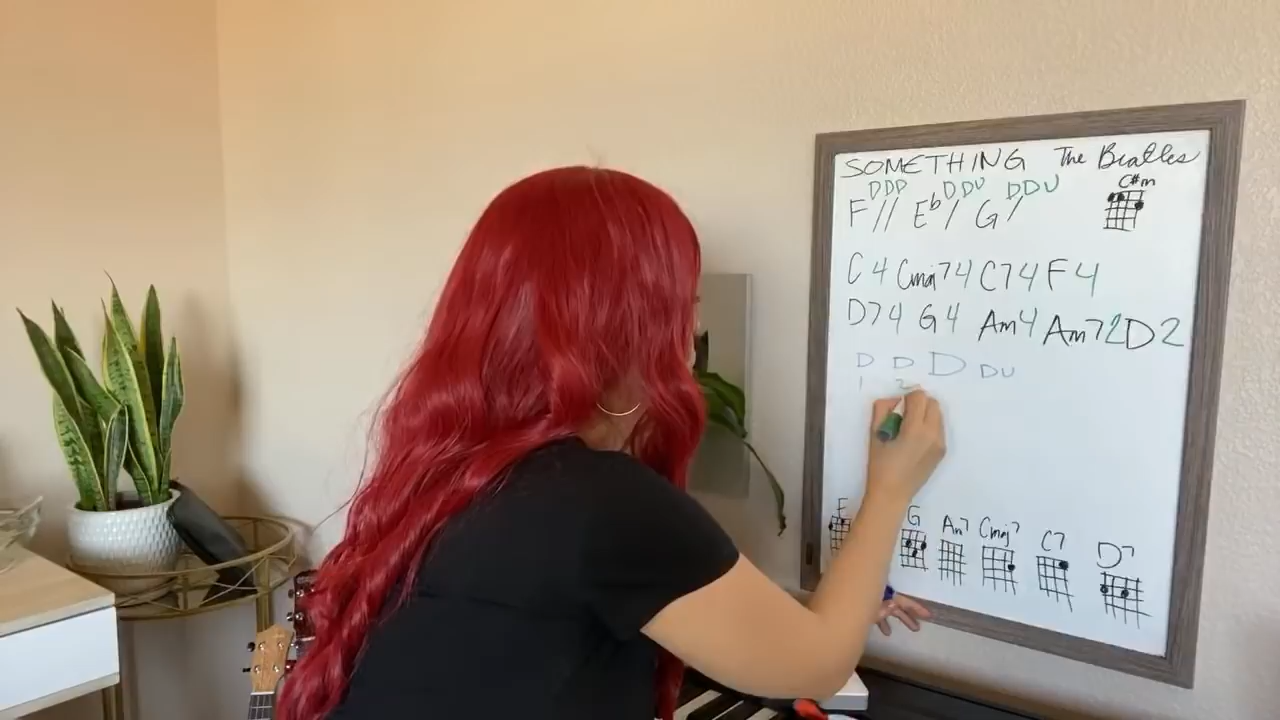 SOMETHING The Beatles
DDD DDU DDU
C#m
F // Eb / G /
C 4 Cmaj7 4 C7 4 F 4
D7 4 G 4 Am 4 Am7 2 D 2
D D D DU
1 2
E G Am7 Cmaj7 C7 D7